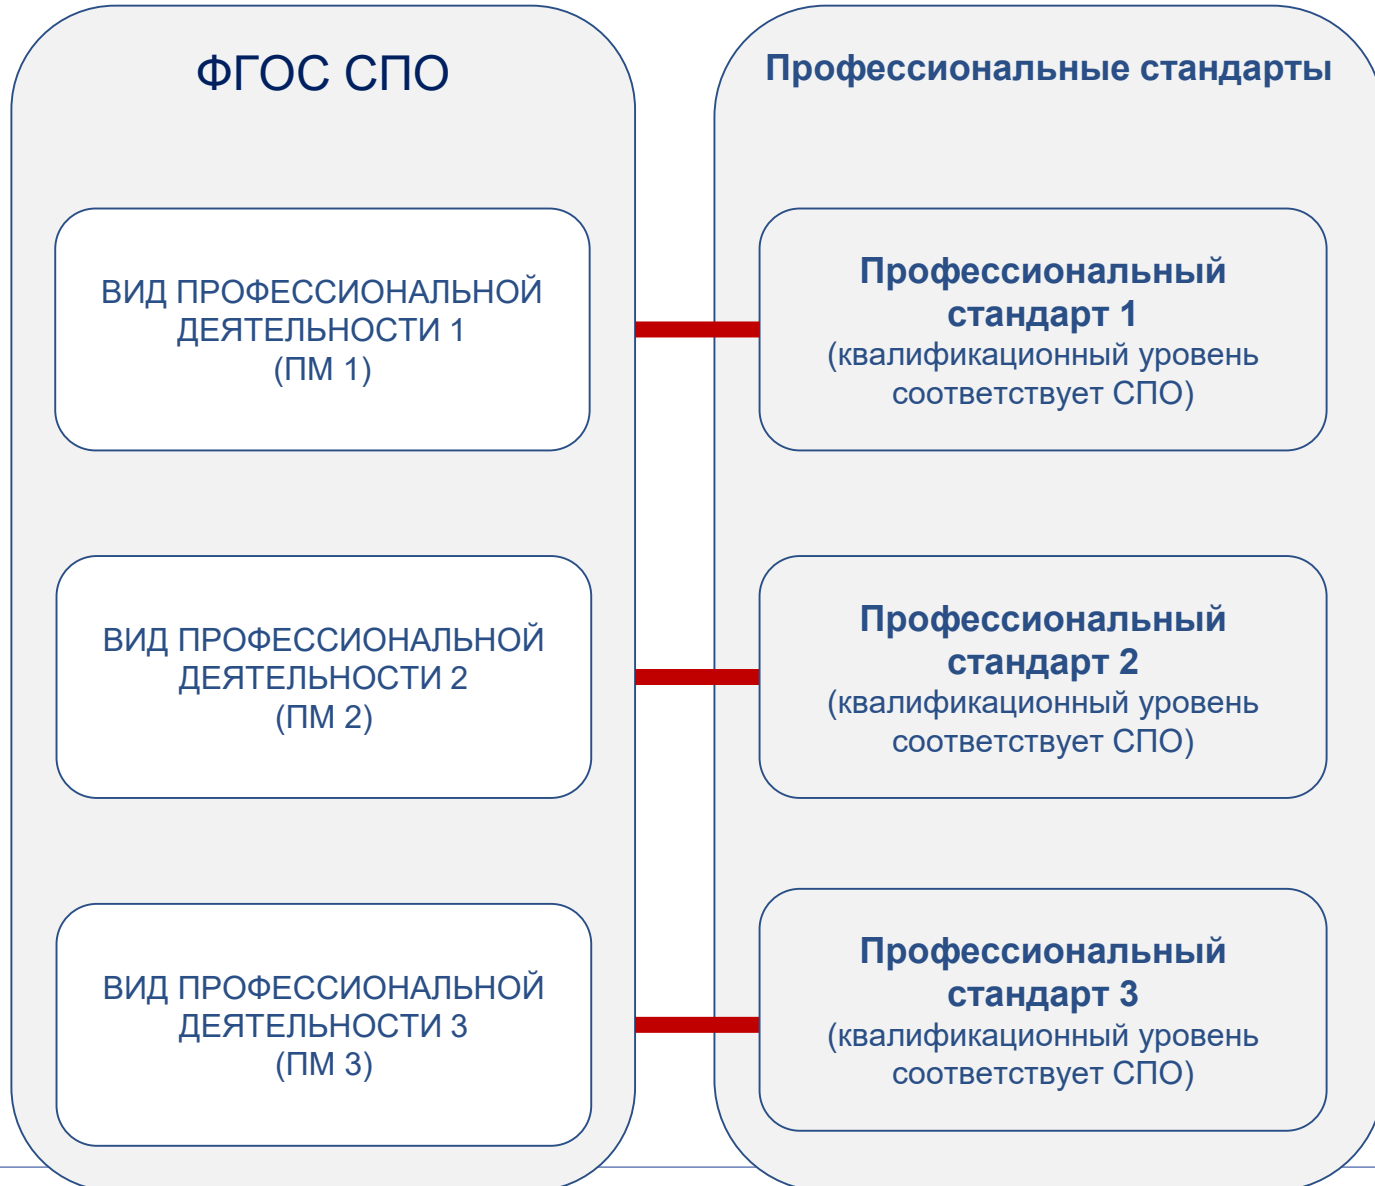 ФГОС СПО
ВИД ПРОФЕССИОНАЛЬНОЙ
ДЕЯТЕЛЬНОСТИ 1
(ПМ 1)
ВИД ПРОФЕССИОНАЛЬНОЙ
ДЕЯТЕЛЬНОСТИ 2
(ПМ 2)
ВИД ПРОФЕССИОНАЛЬНОЙ
ДЕЯТЕЛЬНОСТИ 3
(ПМ 3)
Профессиональные стандарты
Профессиональный
стандарт 1
(квалификационный уровень
соответствует СПО)
Профессиональный
стандарт 2
(квалификационный уровень
соответствует СПО)
Профессиональный
стандарт 3
(квалификационный уровень
соответствует СПО)